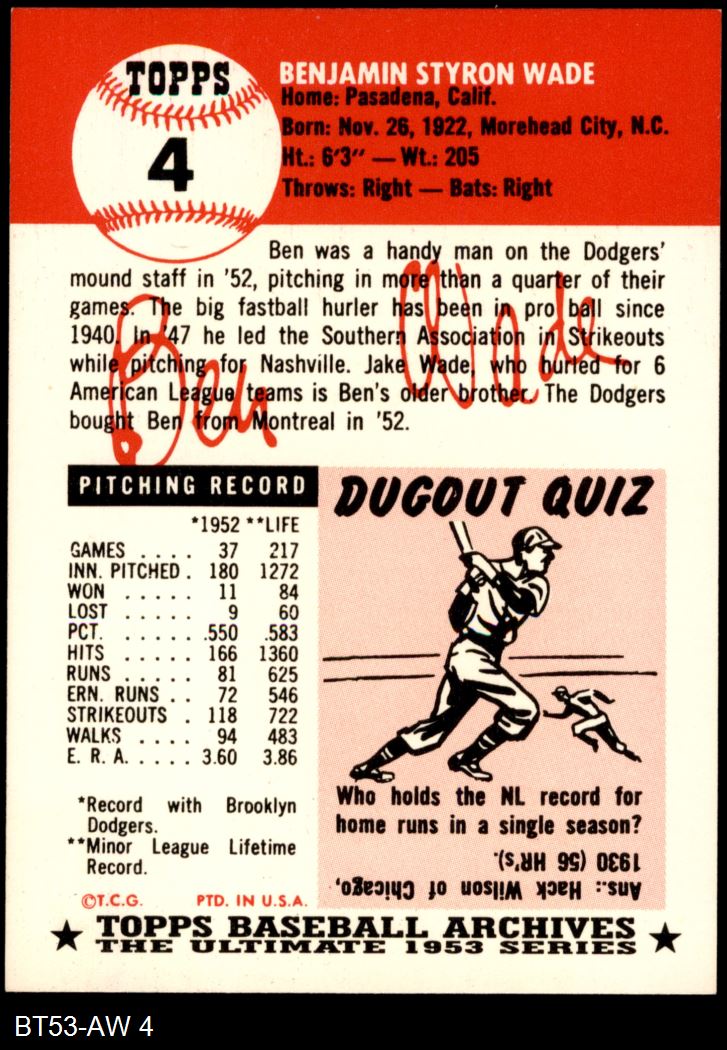 TOPPS
4
BENJAMIN STYRON WADE
Home: Pasadena, Calif.
Born: Nov. 26, 1922, Morehead City, N.C.
Ht.: 6'3" — Wt.: 205
Throws: Right — Bats: Right
Ben was a handy man on the Dodgers'
mound staff in '52, pitching in more than a quarter of their
games. The big fastball hurler has been in pro ball since
1940. In '47 he led the Southern Association in Strikeouts
while pitching for Nashville. Jake Wade, who hurled for 6
American League teams is Ben's older brother. The Dodgers
bought Ben from Montreal in '52.
Ben Wade
PITCHING RECORD
*1952 **LIFE
GAMES . . . . 37 217
INN. PITCHED . 180 1272
WON . . . . . 11 84
LOST . . . . . 9 60
PCT. . . . . . .550 .583
HITS . . . . . 166 1360
RUNS . . . . . 81 625
ERN. RUNS . . 72 546
STRIKEOUTS . 118 722
WALKS . . . . 94 483
E. R. A. . . . . 3.60 3.86
*Record with Brooklyn
Dodgers.
**Minor League Lifetime
Record.
©T.C.G. PTD. IN U.S.A.
DUGOUT QUIZ
Who holds the NL record for
home runs in a single season?
Ans.: Hack Wilson of Chicago,
1930 (56 HR's).
TOPPS BASEBALL ARCHIVES
THE ULTIMATE 1953 SERIES
BT53-AW 4